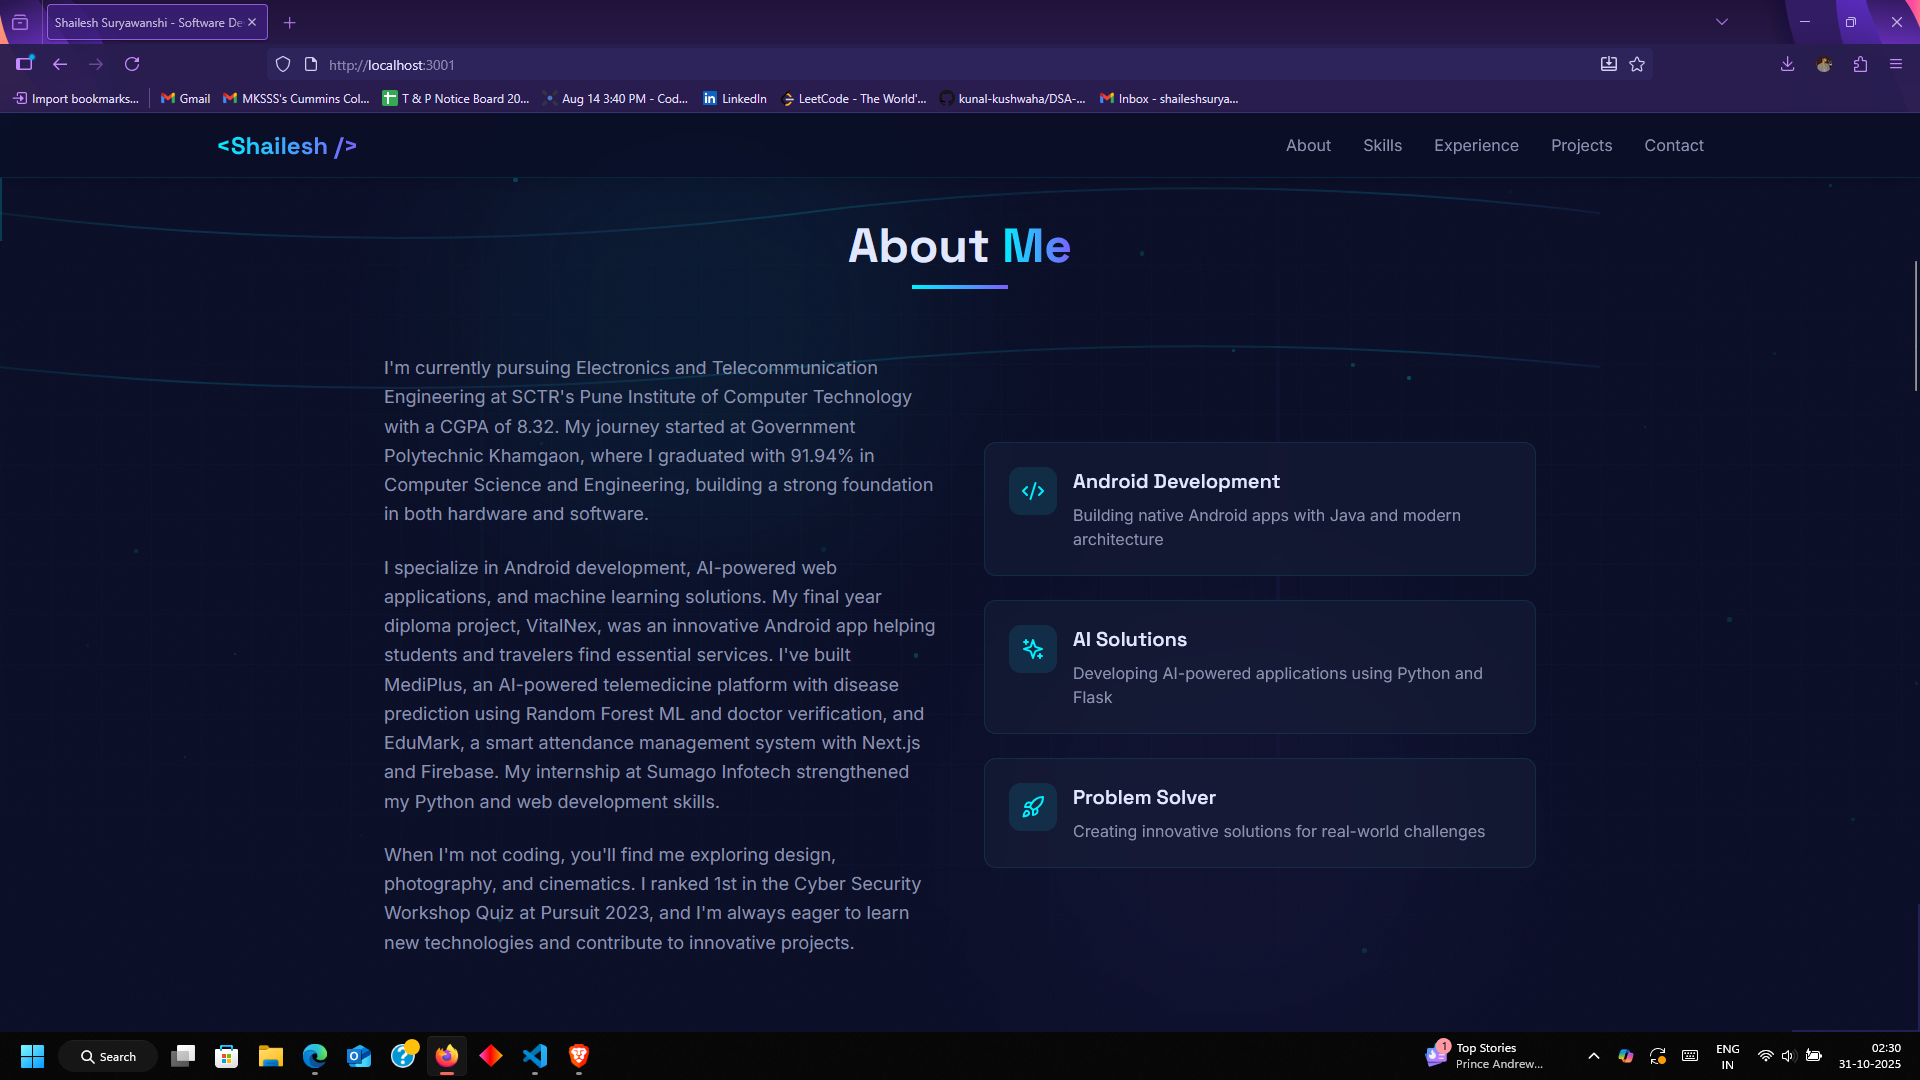 Shailesh Suryawanshi - Software De
http://localhost:3001
Import bookmarks...
Gmail
MKSSS's Cummins Col...
T & P Notice Board 20...
Aug 14 3:40 PM - Cod...
LinkedIn
LeetCode - The World'...
kunal-kushwaha/DSA-...
Inbox - shaileshsurya...
<Shailesh />
About
Skills
Experience
Projects
Contact
About Me
I'm currently pursuing Electronics and Telecommunication
Engineering at SCTR's Pune Institute of Computer Technology
with a CGPA of 8.32. My journey started at Government
Polytechnic Khamgaon, where I graduated with 91.94% in
Computer Science and Engineering, building a strong foundation
in both hardware and software.
I specialize in Android development, AI-powered web
applications, and machine learning solutions. My final year
diploma project, VitalNex, was an innovative Android app helping
students and travelers find essential services. I've built
MediPlus, an AI-powered telemedicine platform with disease
prediction using Random Forest ML and doctor verification, and
EduMark, a smart attendance management system with Next.js
and Firebase. My internship at Sumago Infotech strengthened
my Python and web development skills.
When I'm not coding, you'll find me exploring design,
photography, and cinematics. I ranked 1st in the Cyber Security
Workshop Quiz at Pursuit 2023, and I'm always eager to learn
new technologies and contribute to innovative projects.
Android Development
Building native Android apps with Java and modern
architecture
AI Solutions
Developing AI-powered applications using Python and
Flask
Problem Solver
Creating innovative solutions for real-world challenges
Search
1
Top Stories
Prince Andrew...
ENG
IN
02:30
31-10-2025